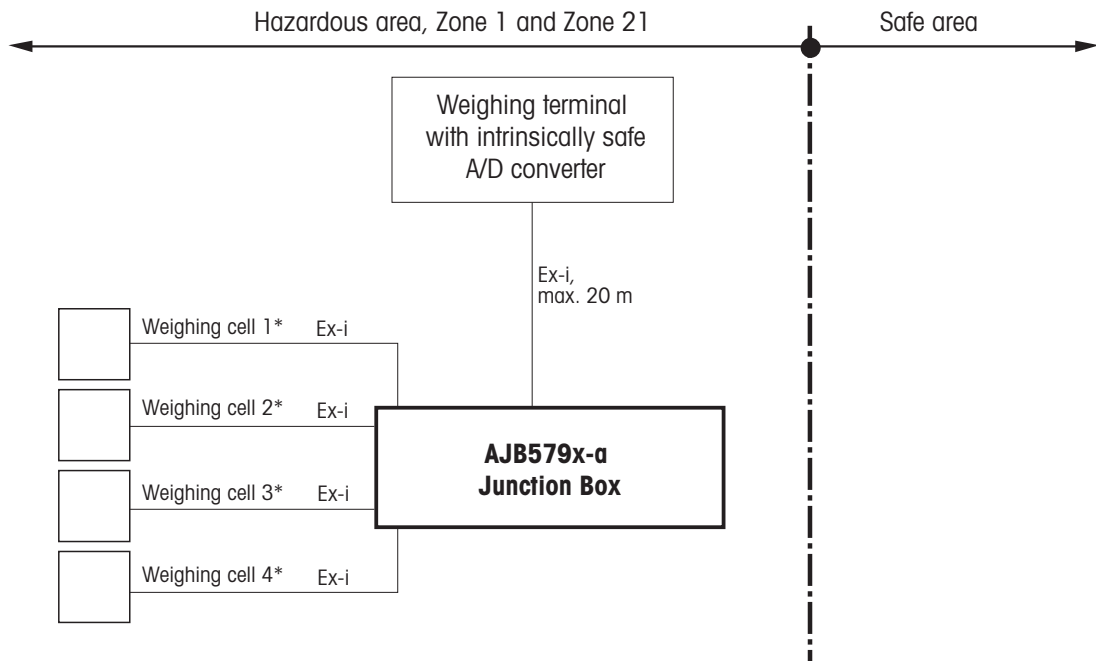 Hazardous area, Zone 1 and Zone 21
Safe area
Weighing terminal
with intrinsically safe
A/D converter
Ex-i,
max. 20 m
Weighing cell 1* Ex-i
Weighing cell 2* Ex-i
AJB579x-a
Junction Box
Weighing cell 3* Ex-i
Weighing cell 4* Ex-i